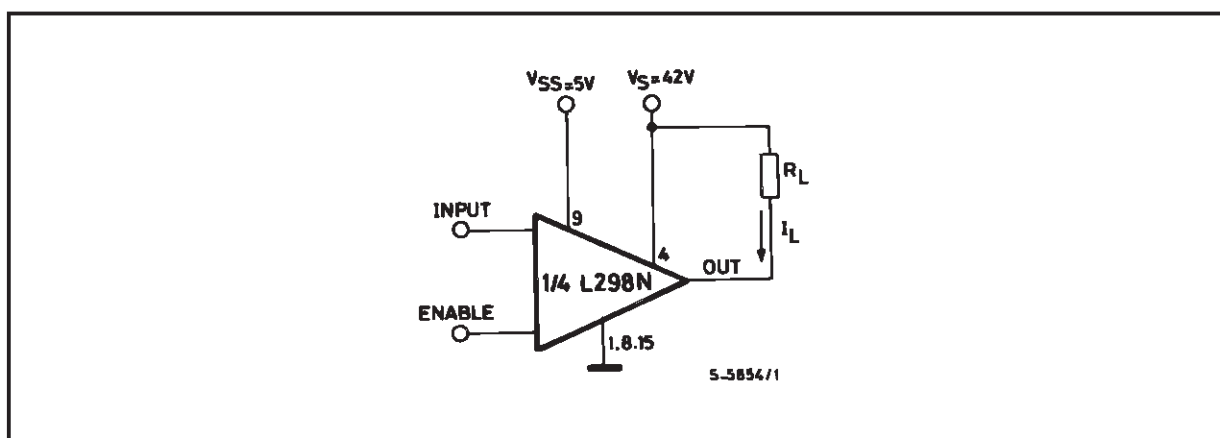 VSS=5V
VS=42V
RL
INPUT
9
IL
4
OUT
1/4 L298N
ENABLE
1.8.15
S-5854/1